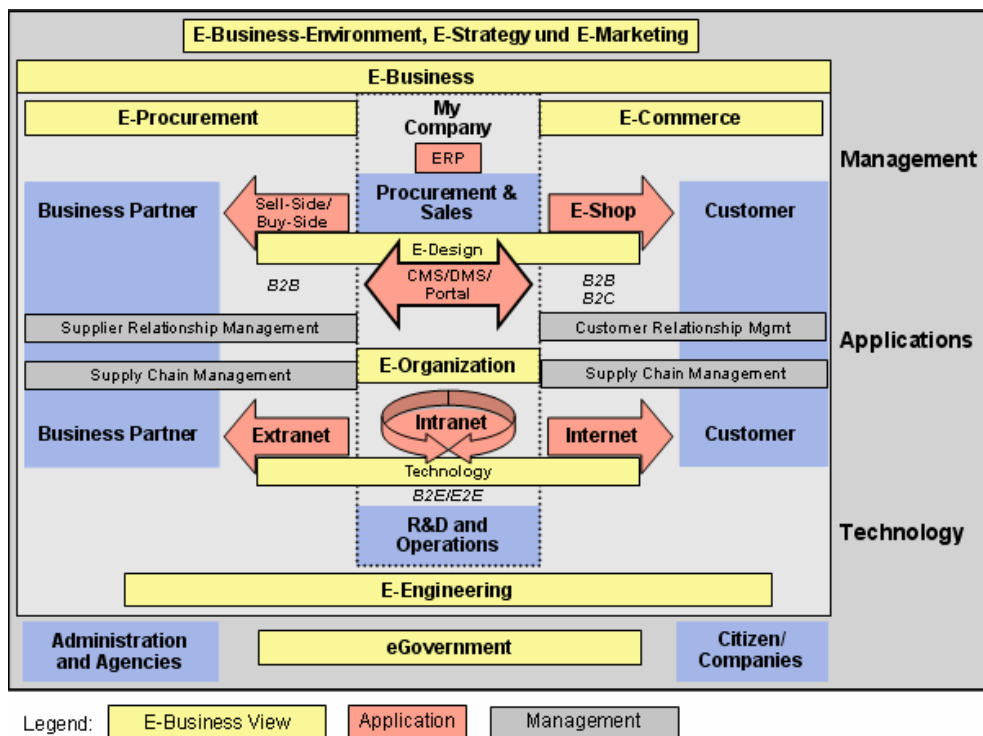 E-Business-Environment, E-Strategy und E-Marketing
E-Business
E-Procurement
My
Company
E-Commerce
ERP
Management
Business Partner
Sell-Side/
Buy-Side
Procurement &
Sales
E-Shop
Customer
E-Design
B2B
CMS/DMS/
Portal
B2B
B2C
Supplier Relationship Management
Customer Relationship Mgmt
Applications
E-Organization
Supply Chain Management
Supply Chain Management
Business Partner
Extranet
Intranet
Internet
Customer
Technology
B2E/E2E
R&D and
Operations
Technology
E-Engineering
Administration
and Agencies
eGovernment
Citizen/
Companies
Legend:
E-Business View
Application
Management